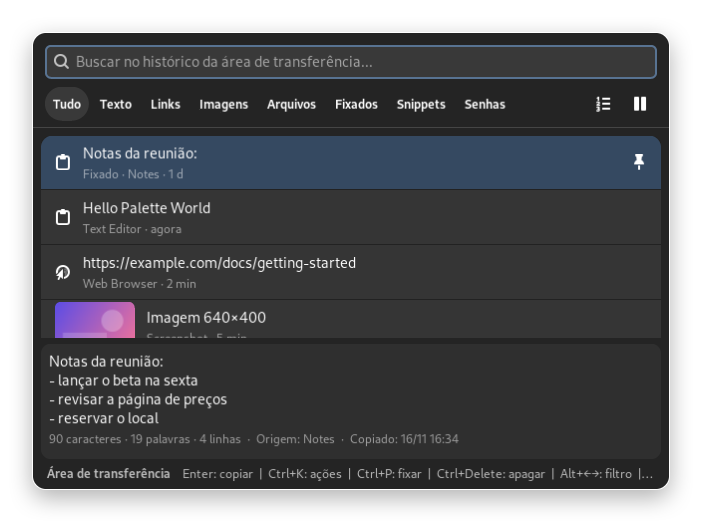 Buscar no histórico da área de transferência...
Tudo Texto Links Imagens Arquivos Fixados Snippets Senhas
Notas da reunião:
Fixado · Notes · 1 d
Hello Palette World
Text Editor · agora
https://example.com/docs/getting-started
Web Browser · 2 min
Imagem 640×400
Screenshot · 5 min
Notas da reunião:
- lançar o beta na sexta
- revisar a página de preços
- reservar o local
90 caracteres · 19 palavras · 4 linhas · Origem: Notes · Copiado: 16/11 16:34
Área de transferência Enter: copiar | Ctrl+K: ações | Ctrl+P: fixar | Ctrl+Delete: apagar | Alt+←→: filtro |...